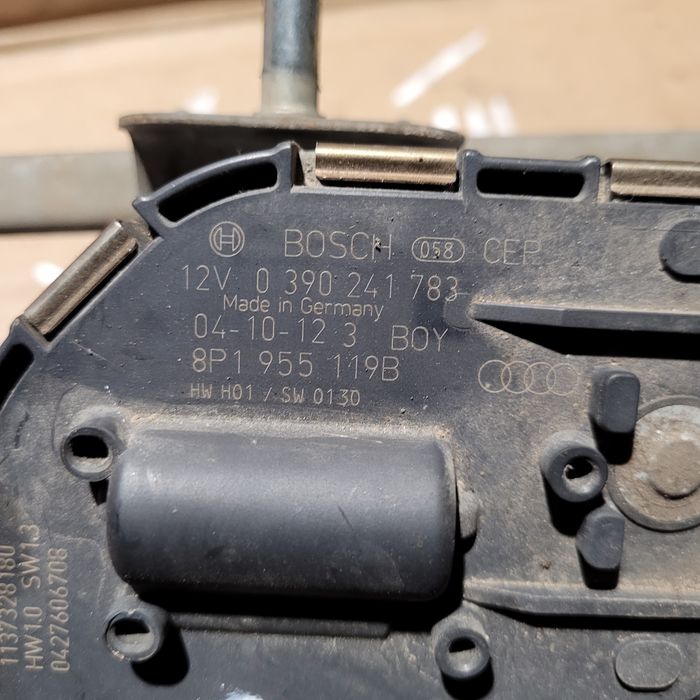 BOSCH 058 CEP
12V 0 390 241 783
Made in Germany
04-10-12 3 BOY
8P1 955 119B
HW H01 / SW 0130
1137328180
HW10 SW1.3
0427606708